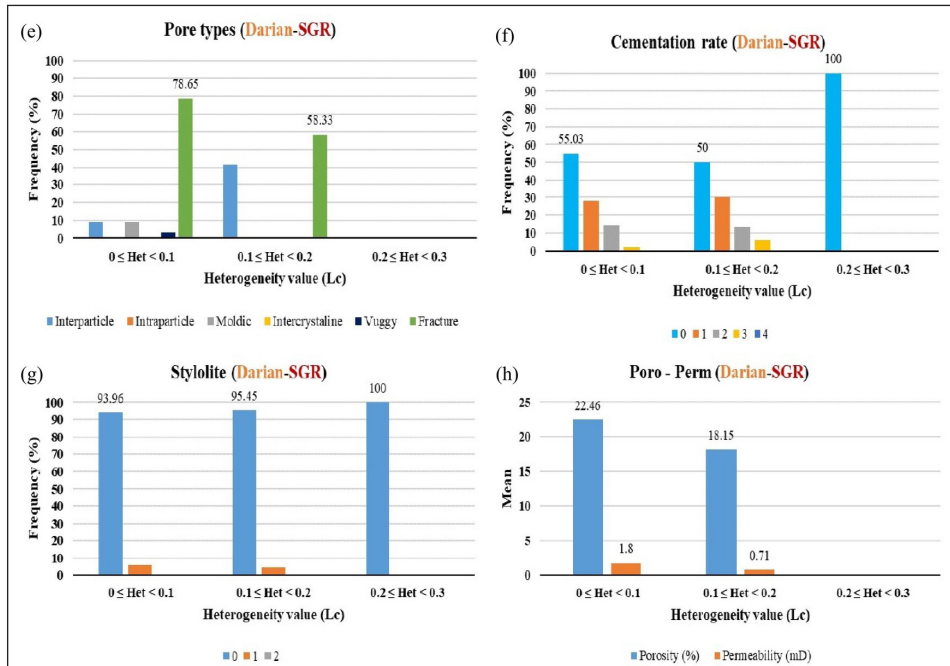 (e)
Pore types (Darian-SGR)
Frequency (%)
100
90
80
70
60
50
40
30
20
10
0
78.65
58.33
0 ≤ Het < 0.1
0.1 ≤ Het < 0.2
0.2 ≤ Het < 0.3
Heterogeneity value (Lc)
Interparticle Intraparticle Moldic Intercrystaline Vuggy Fracture
(f)
Cementation rate (Darian-SGR)
Frequency (%)
100
90
80
70
60
50
40
30
20
10
0
55.03
50
100
0 ≤ Het < 0.1
0.1 ≤ Het < 0.2
0.2 ≤ Het < 0.3
Heterogeneity value (Lc)
0 1 2 3 4
(g)
Stylolite (Darian-SGR)
Frequency (%)
100
90
80
70
60
50
40
30
20
10
0
93.96
95.45
100
0 ≤ Het < 0.1
0.1 ≤ Het < 0.2
0.2 ≤ Het < 0.3
Heterogeneity value (Lc)
0 1 2
(h)
Poro - Perm (Darian-SGR)
Mean
25
20
15
10
5
0
22.46
1.8
18.15
0.71
0 ≤ Het < 0.1
0.1 ≤ Het < 0.2
0.2 ≤ Het < 0.3
Heterogeneity value (Lc)
Porosity (%) Permeability (mD)